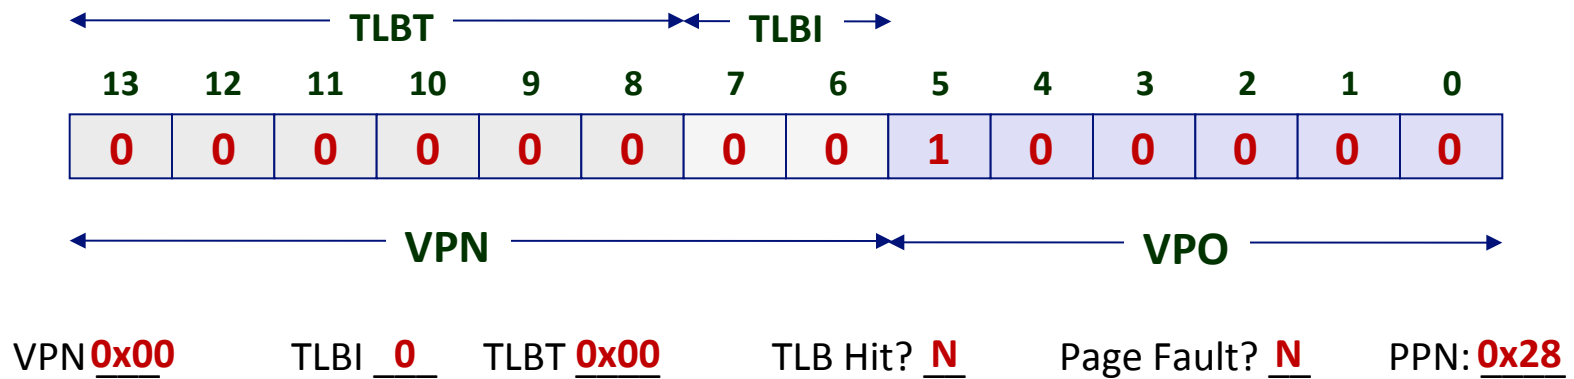 TLBT TLBI
13 12 11 10 9 8 7 6 5 4 3 2 1 0
0 0 0 0 0 0 0 0 1 0 0 0 0 0
VPN VPO
VPN 0x00 TLBI 0 TLBT 0x00 TLB Hit? N Page Fault? N PPN: 0x28